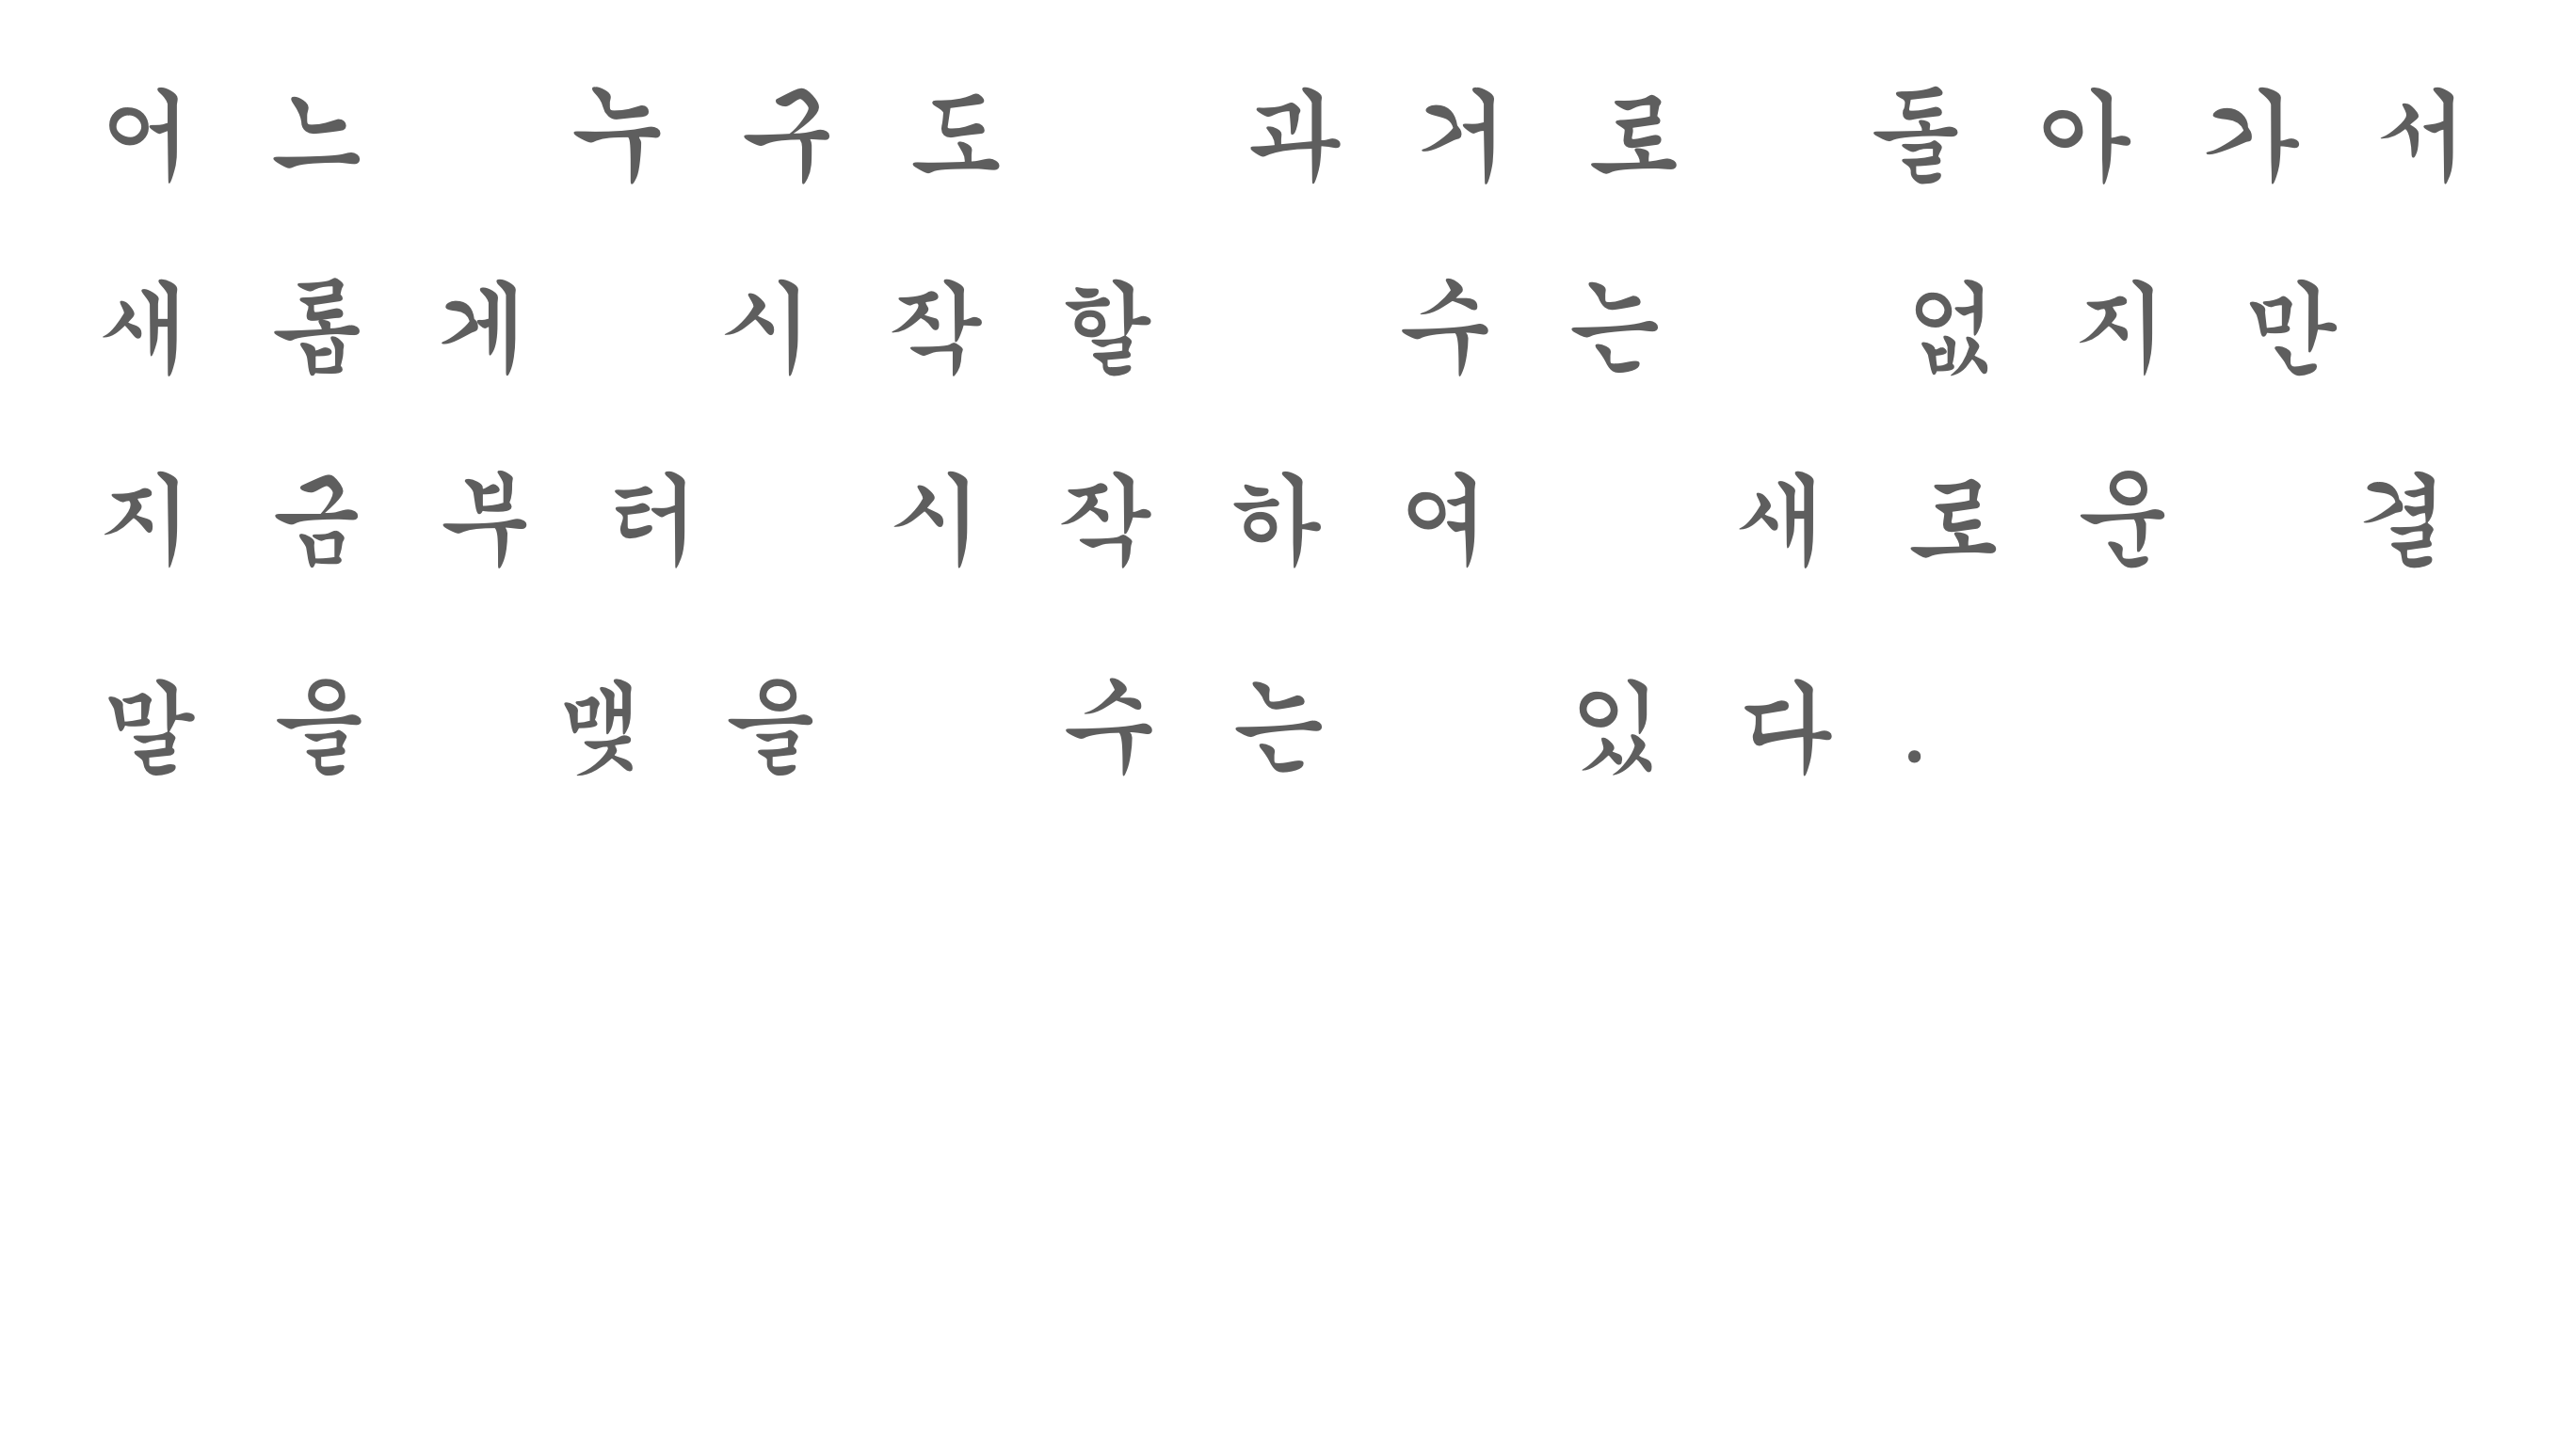 어느 누구도 과거로 돌아가서
새롭게 시작할 수는 없지만
지금부터 시작하여 새로운 결
말을 맺을 수는 있다.